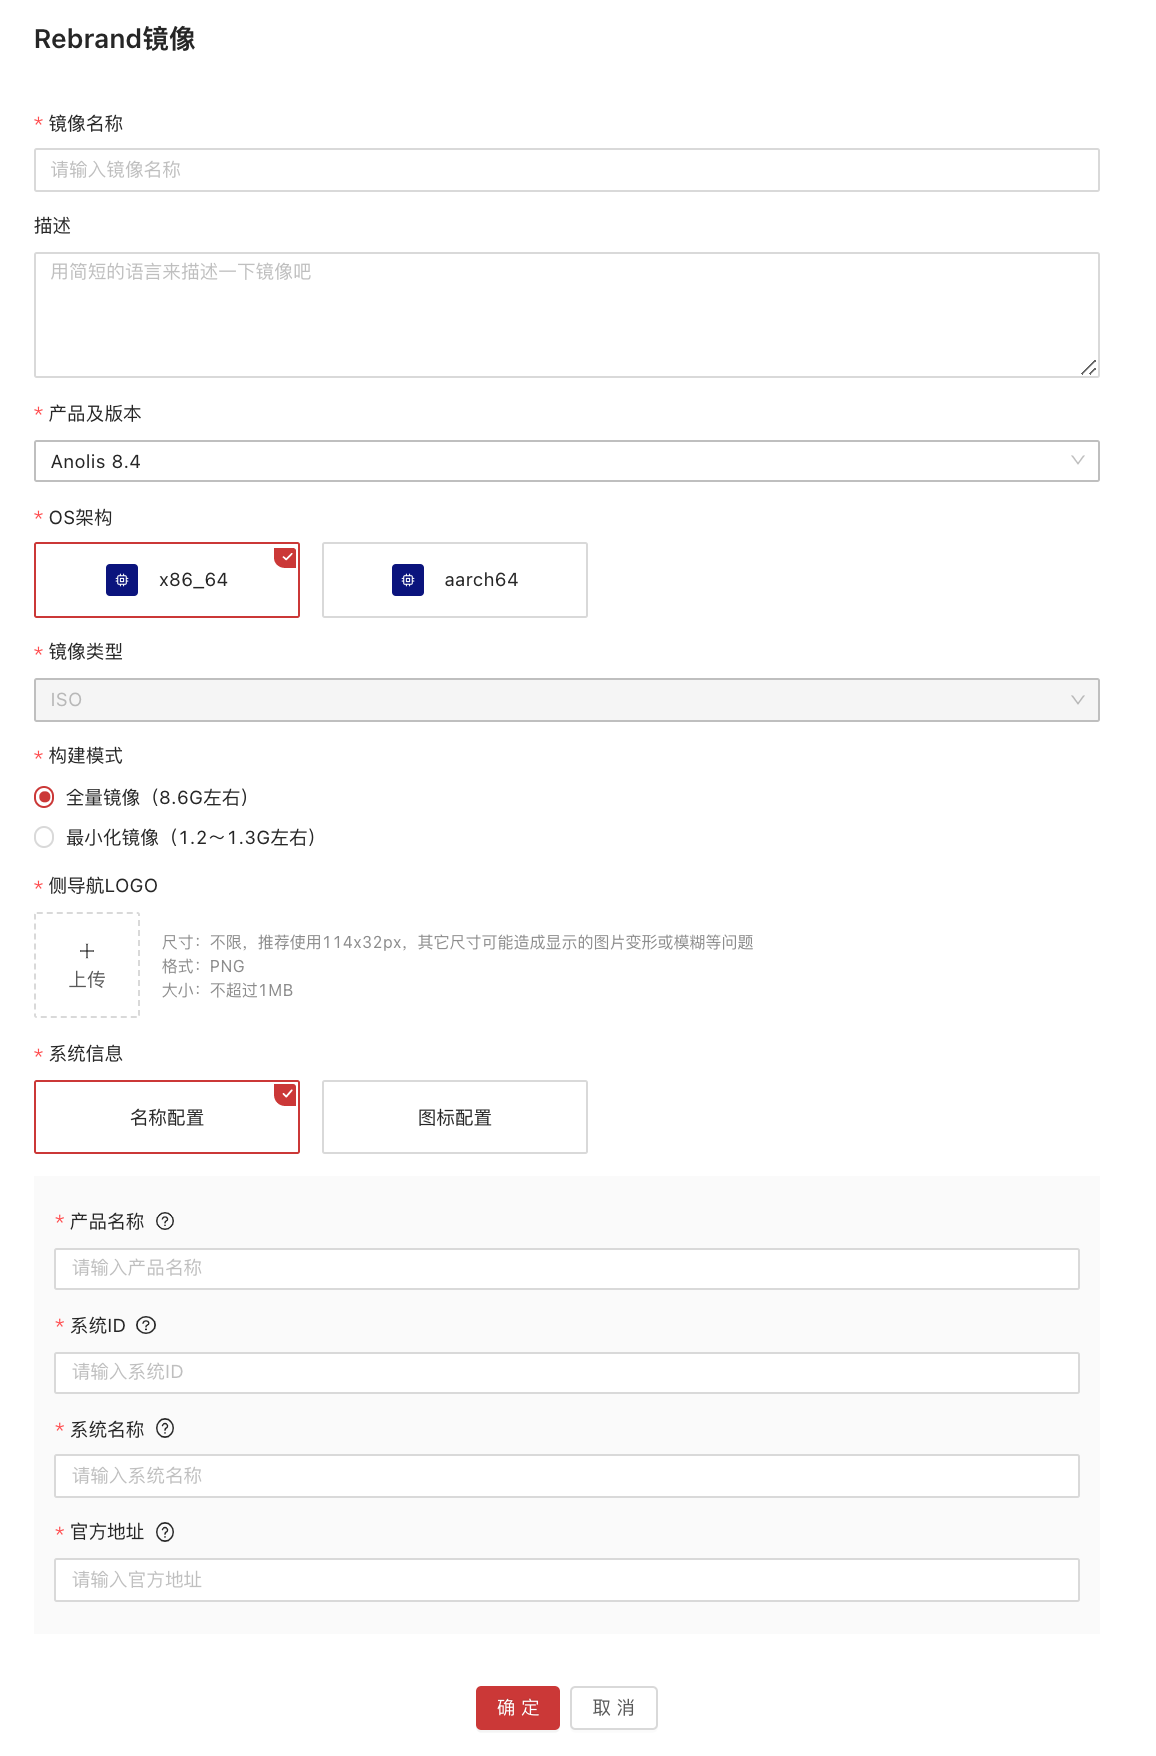 Rebrand镜像
* 镜像名称
请输入镜像名称
描述
用简短的语言来描述一下镜像吧
* 产品及版本
Anolis 8.4
* OS架构
x86_64
aarch64
* 镜像类型
ISO
* 构建模式
全量镜像（8.6G左右）
最小化镜像（1.2～1.3G左右）
* 侧导航LOGO
+
上传
尺寸：不限，推荐使用114x32px，其它尺寸可能造成显示的图片变形或模糊等问题
格式：PNG
大小：不超过1MB
* 系统信息
名称配置
图标配置
* 产品名称 ?
请输入产品名称
* 系统ID ?
请输入系统ID
* 系统名称 ?
请输入系统名称
* 官方地址 ?
请输入官方地址
确 定
取 消